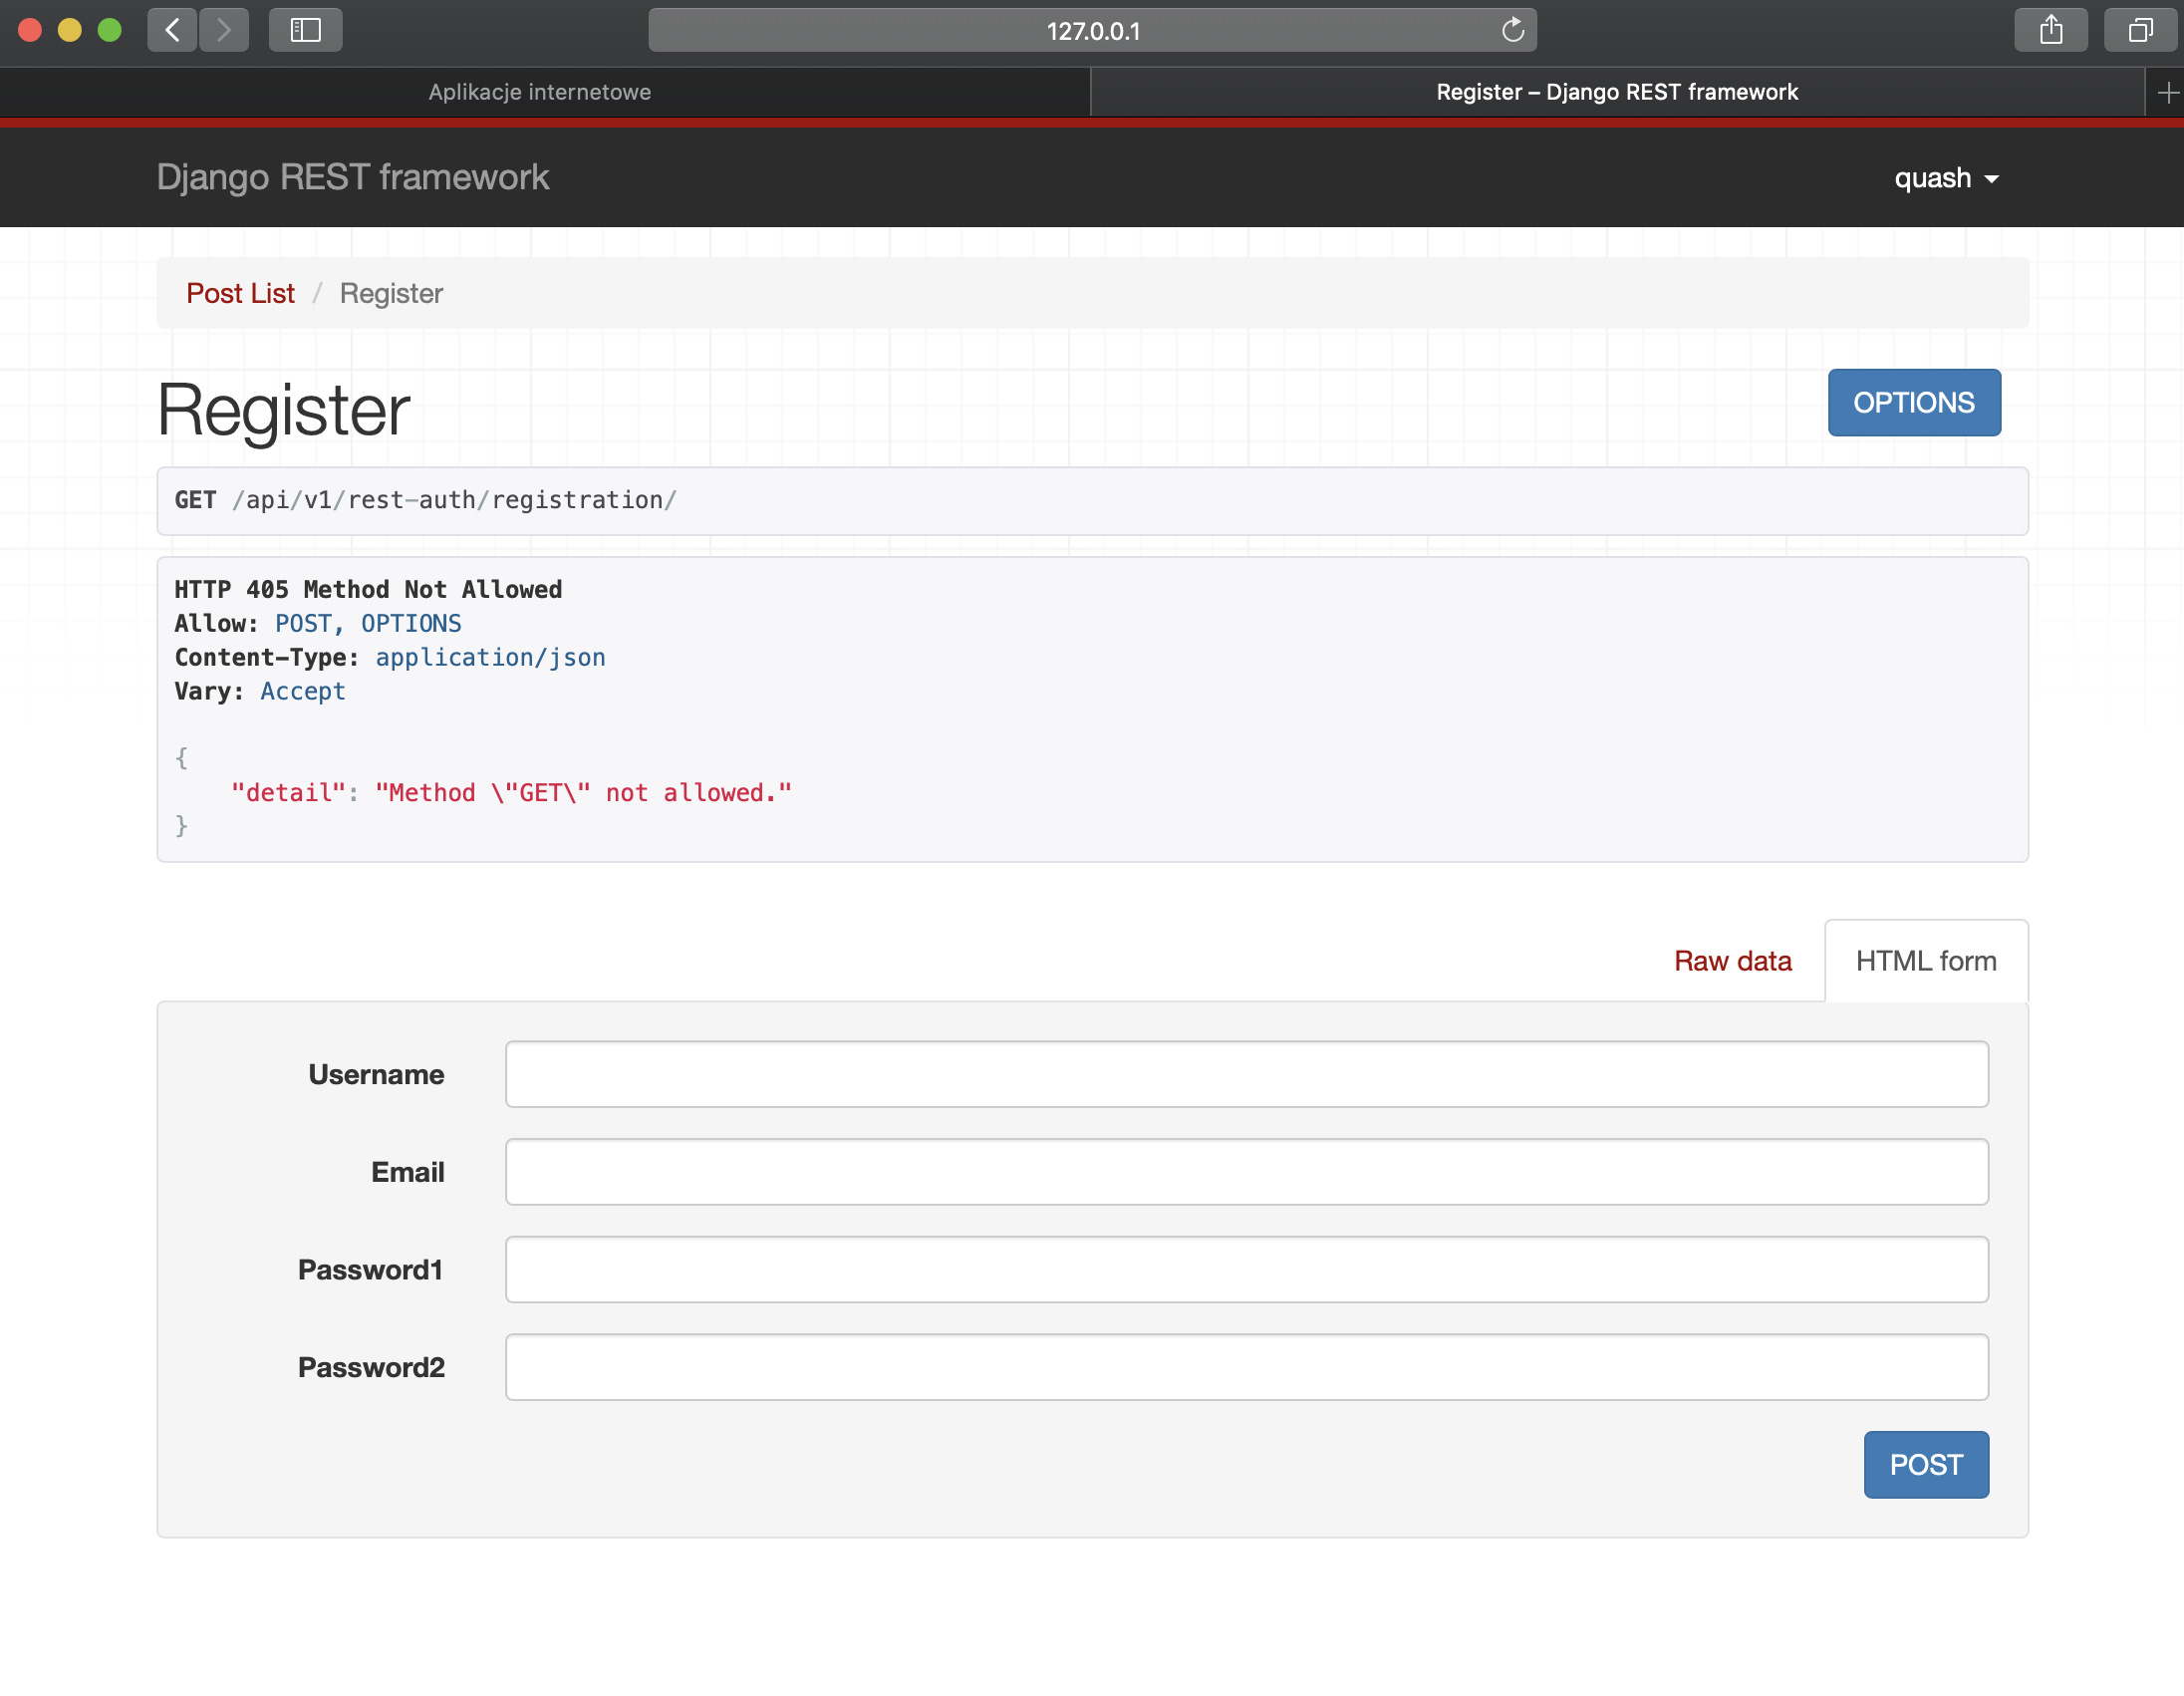 127.0.0.1
Aplikacje internetowe
Register – Django REST framework
Django REST framework
quash
Post List / Register
Register
OPTIONS
GET /api/v1/rest-auth/registration/
HTTP 405 Method Not Allowed
Allow: POST, OPTIONS
Content-Type: application/json
Vary: Accept
{
    "detail": "Method \"GET\" not allowed."
}
Raw data
HTML form
Username
Email
Password1
Password2
POST